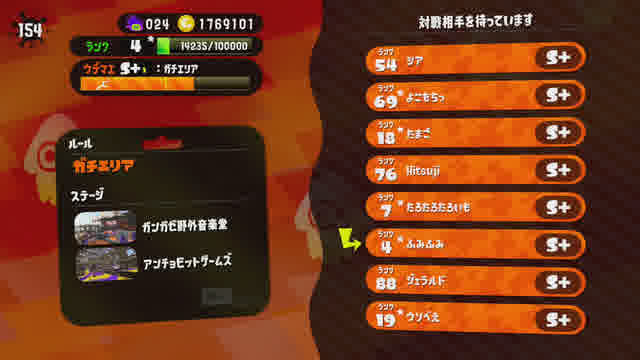 154
024 1769101
ランク 4* 14235/100000
ウデマエ S+ : ガチエリア
ルール
ガチエリア
ステージ
ガンガゼ野外音楽堂
アンチョビットゲームズ
対戦相手を待っています
ランク 54 シア S+
ランク 69* よこもちっ S+
ランク 18* たまご S+
ランク 76 Hitsuji S+
ランク 7* たろたろたろいも S+
ランク 4* ふみふみ S+
ランク 88 ジェラルド S+
ランク 19* ウソベえ S+